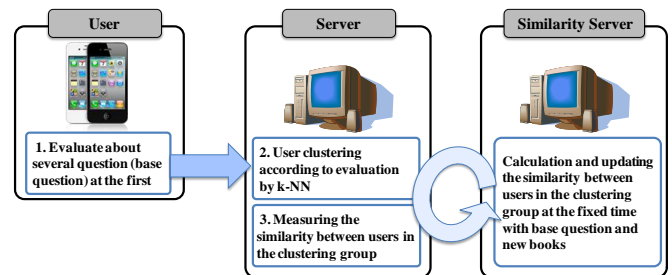 User
1. Evaluate about
several question (base
question) at the first
Server
2. User clustering
according to evaluation
by k-NN
3. Measuring the
similarity between users in
the clustering group
Similarity Server
Calculation and updating
the similarity between
users in the clustering
group at the fixed time
with base question and
new books